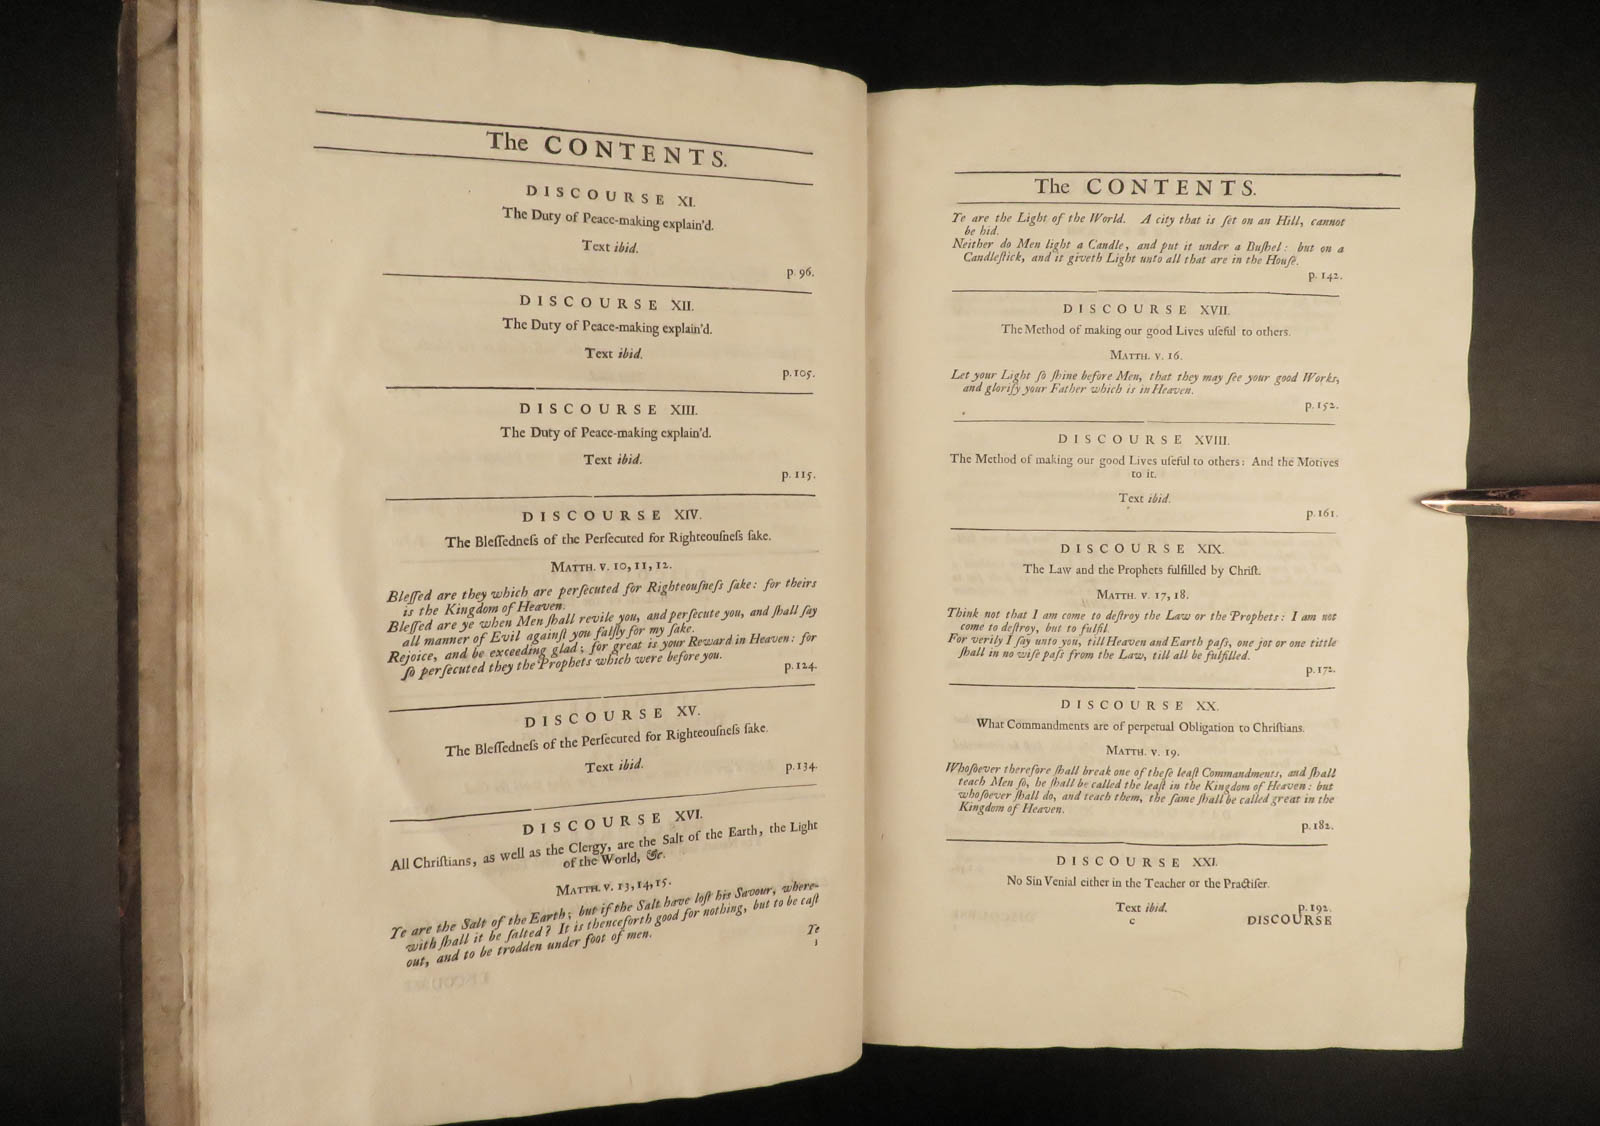 The CONTENTS.
DISCOURSE XI.
The Duty of Peace-making explain'd.
Text ibid.
p. 96.
DISCOURSE XII.
The Duty of Peace-making explain'd.
Text ibid.
p. 105.
DISCOURSE XIII.
The Duty of Peace-making explain'd.
Text ibid.
p. 115.
DISCOURSE XIV.
The Bleſſedneſs of the Perſecuted for Righteouſneſs ſake.
MATTH. v. 10, 11, 12.
Bleſſed are they which are perſecuted for Righteouſneſs ſake: for theirs
is the Kingdom of Heaven.
Bleſſed are ye when Men ſhall revile you, and perſecute you, and ſhall ſay
all manner of Evil againſt you falſly for my ſake.
Rejoice, and be exceeding glad; for great is your Reward in Heaven: for
ſo perſecuted they the Prophets which were before you.
p. 124.
DISCOURSE XV.
The Bleſſedneſs of the Perſecuted for Righteouſneſs ſake.
Text ibid.
p. 134.
DISCOURSE XVI.
All Chriſtians, as well as the Clergy, are the Salt of the Earth, the Light
of the World, &c.
MATTH. v. 13, 14, 15.
Ye are the Salt of the Earth; but if the Salt have loſt his Savour, where-
with ſhall it be ſalted? It is thenceforth good for nothing, but to be caſt
out, and to be trodden under foot of men.
Ye
The CONTENTS.
Ye are the Light of the World. A city that is ſet on an Hill, cannot
be hid.
Neither do Men light a Candle, and put it under a Buſhel: but on a
Candleſtick, and it giveth Light unto all that are in the Houſe.
p. 142.
DISCOURSE XVII.
The Method of making our good Lives uſeful to others.
MATTH. v. 16.
Let your Light ſo ſhine before Men, that they may ſee your good Works,
and glorify your Father which is in Heaven.
p. 152.
DISCOURSE XVIII.
The Method of making our good Lives uſeful to others: And the Motives
to it.
Text ibid.
p. 161.
DISCOURSE XIX.
The Law and the Prophets fulfilled by Chriſt.
MATTH. v. 17, 18.
Think not that I am come to deſtroy the Law or the Prophets: I am not
come to deſtroy, but to fulfil.
For verily I ſay unto you, till Heaven and Earth paſs, one jot or one tittle
ſhall in no wiſe paſs from the Law, till all be fulfilled.
p. 172.
DISCOURSE XX.
What Commandments are of perpetual Obligation to Chriſtians.
MATTH. v. 19.
Whoſoever therefore ſhall break one of theſe leaſt Commandments, and ſhall
teach Men ſo, he ſhall be called the leaſt in the Kingdom of Heaven: but
whoſoever ſhall do, and teach them, the ſame ſhall be called great in the
Kingdom of Heaven.
p. 182.
DISCOURSE XXI.
No Sin Venial either in the Teacher or the Practiſer.
Text ibid.
p. 192.
c
DISCOURSE